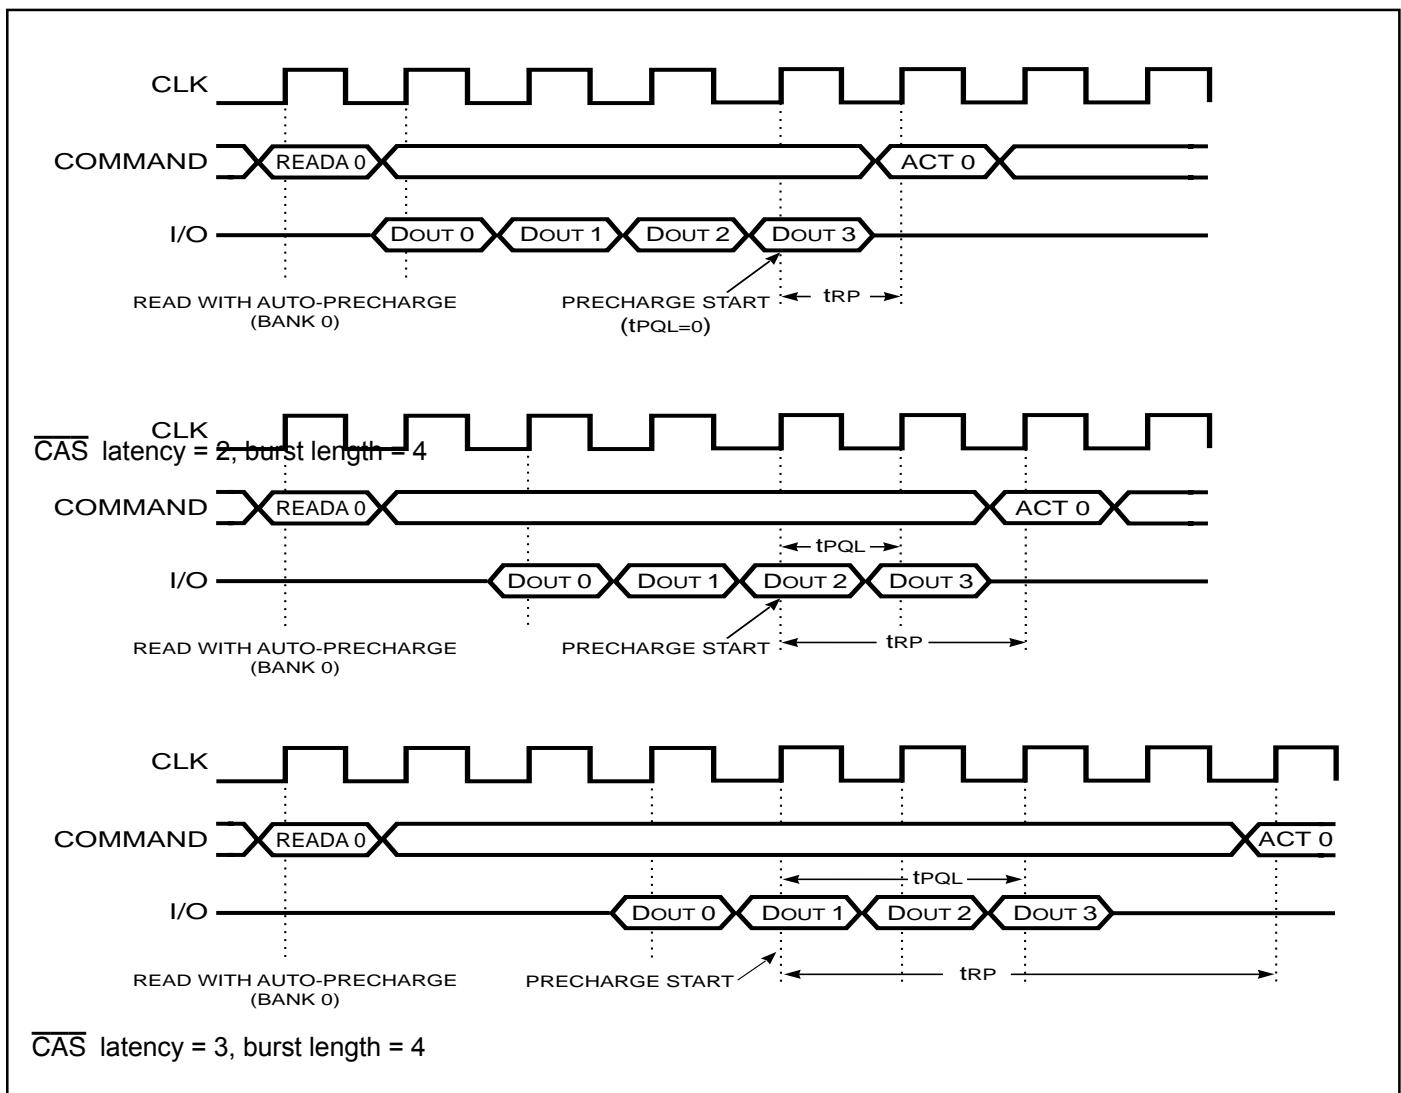 CLK
COMMAND READA 0 ACT 0
I/O DOUT 0 DOUT 1 DOUT 2 DOUT 3
READ WITH AUTO-PRECHARGE
(BANK 0)
PRECHARGE START
(tPQL=0)
tRP
CLK
CAS latency = 2, burst length = 4
COMMAND READA 0 ACT 0
tPQL
I/O DOUT 0 DOUT 1 DOUT 2 DOUT 3
READ WITH AUTO-PRECHARGE
(BANK 0)
PRECHARGE START
tRP
CLK
COMMAND READA 0 ACT 0
tPQL
I/O DOUT 0 DOUT 1 DOUT 2 DOUT 3
READ WITH AUTO-PRECHARGE
(BANK 0)
PRECHARGE START
tRP
CAS latency = 3, burst length = 4